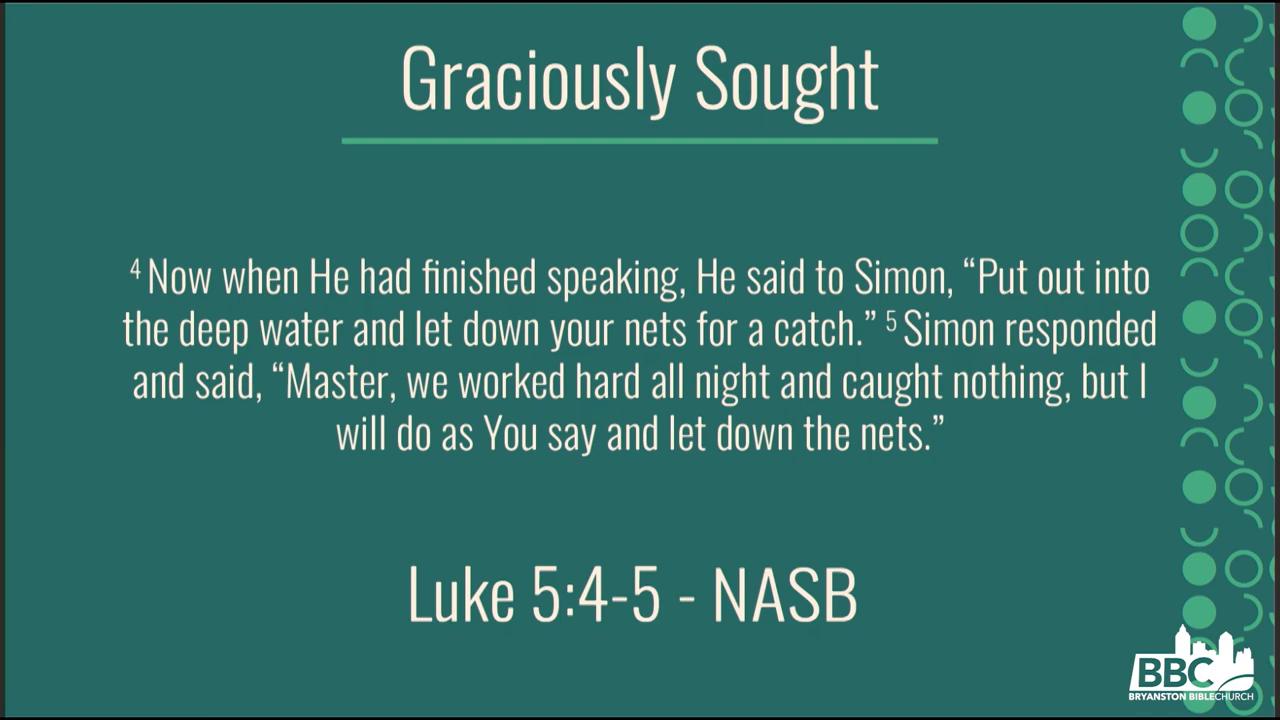 Graciously Sought
4 Now when He had finished speaking, He said to Simon, “Put out into
the deep water and let down your nets for a catch.” 5 Simon responded
and said, “Master, we worked hard all night and caught nothing, but I
will do as You say and let down the nets.”
Luke 5:4-5 - NASB
BBC
BRYANSTON BIBLECHURCH